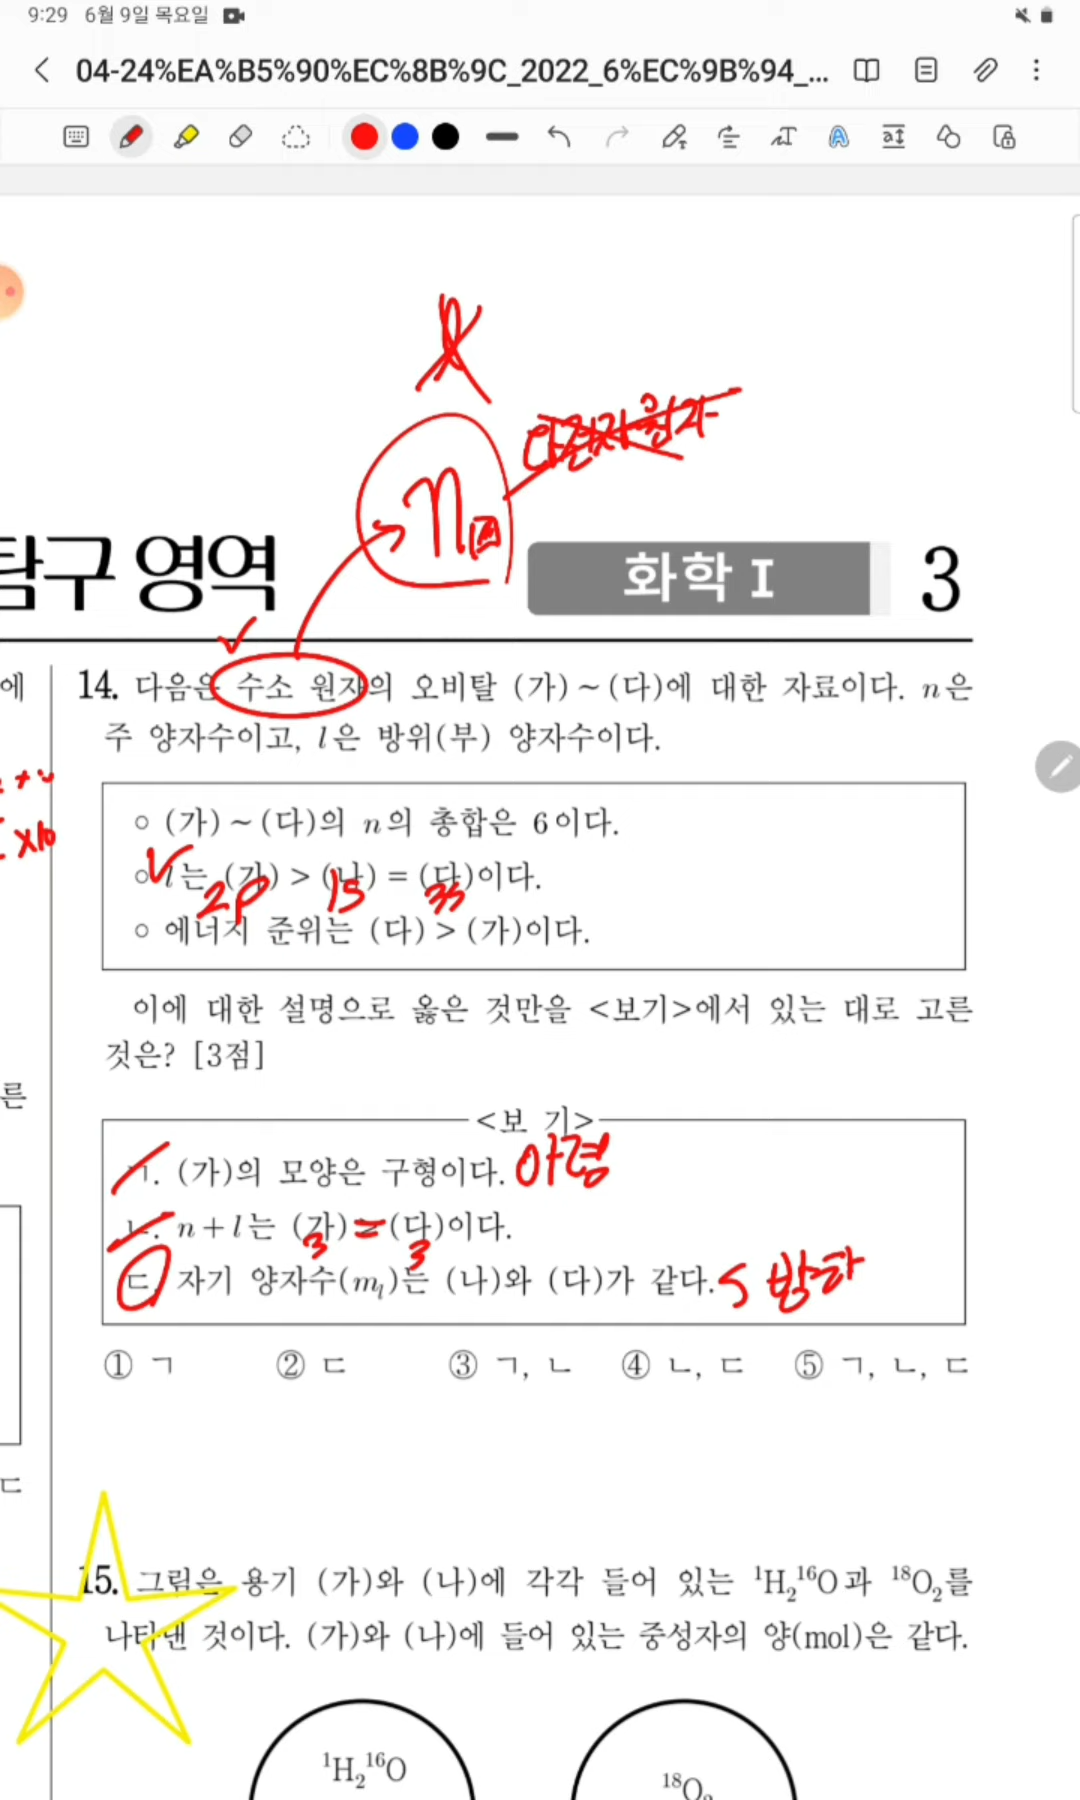 9:29 6월 9일 목요일
04-24%EA%B5%90%EC%8B%9C_2022_6%EC%9B%94_...
n
다전자원자
탐구 영역
화학 I
3
에
14. 다음은 수소 원자의 오비탈 (가)~(다)에 대한 자료이다. n은
주 양자수이고, l은 방위(부) 양자수이다.
×10
○ (가)~(다)의 n의 총합은 6이다.
○ l는 (가) > (나) = (다)이다.
2p 1s 3s
○ 에너지 준위는 (다) > (가)이다.
이에 대한 설명으로 옳은 것만을 <보기>에서 있는 대로 고른
것은? [3점]
른
<보 기>
ㄱ. (가)의 모양은 구형이다. 아령
ㄴ. n+l는 (가) = (다)이다.
3 3
ㄷ. 자기 양자수(mₗ)는 (나)와 (다)가 같다. s
① ㄱ ② ㄷ ③ ㄱ, ㄴ ④ ㄴ, ㄷ ⑤ ㄱ, ㄴ, ㄷ
ㄷ
15. 그림은 용기 (가)와 (나)에 각각 들어 있는 ¹H₂¹⁶O과 ¹⁸O₂를
나타낸 것이다. (가)와 (나)에 들어 있는 중성자의 양(mol)은 같다.
¹H₂¹⁶O
¹⁸O₂